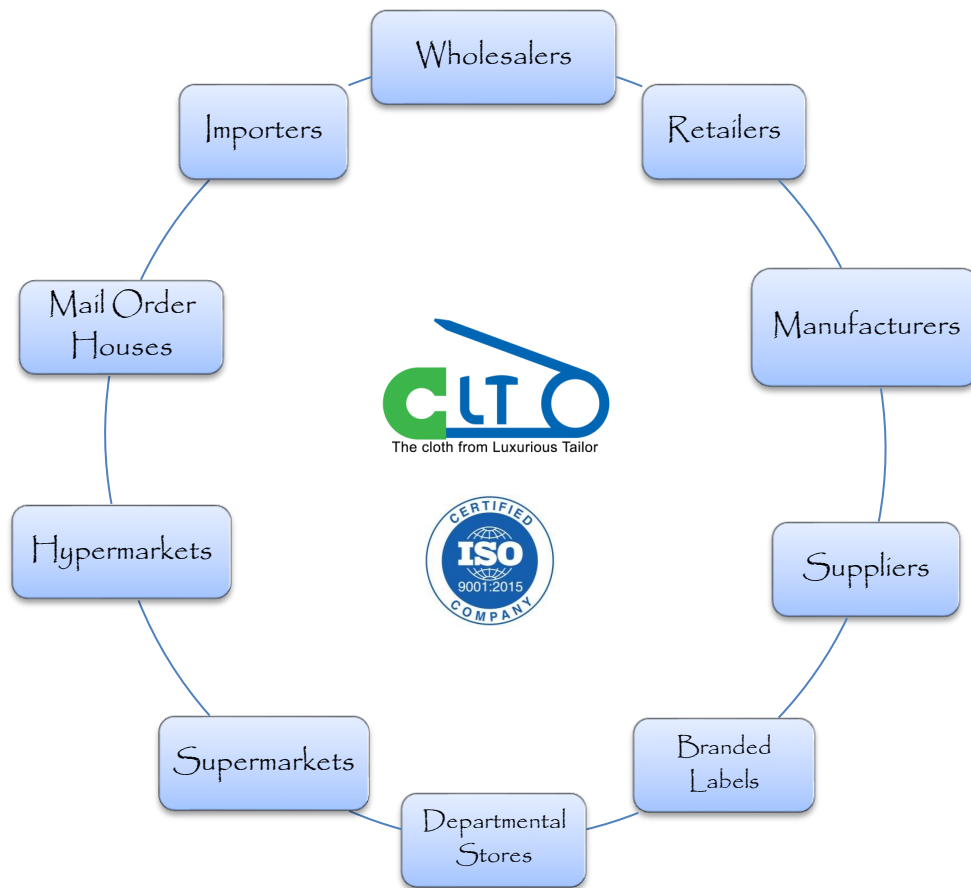 Wholesalers
Importers
Retailers
Mail Order
Houses
Manufacturers
CLT
The cloth from Luxurious Tailor
Hypermarkets
CERTIFIED
ISO
9001:2015
COMPANY
Suppliers
Supermarkets
Branded
Labels
Departmental
Stores